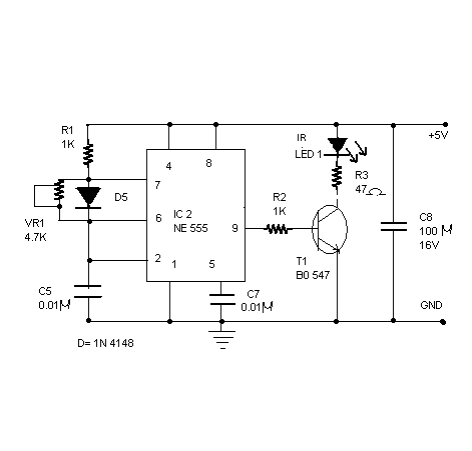 R1
1K
4
8
IR
LED 1
+5V
7
D5
R3
47
VR1
4.7K
6
IC 2
NE 555
9
R2
1K
C8
100 M
16V
2
1
5
T1
B0 547
C5
0.01M
C7
0.01M
GND
D= 1N 4148